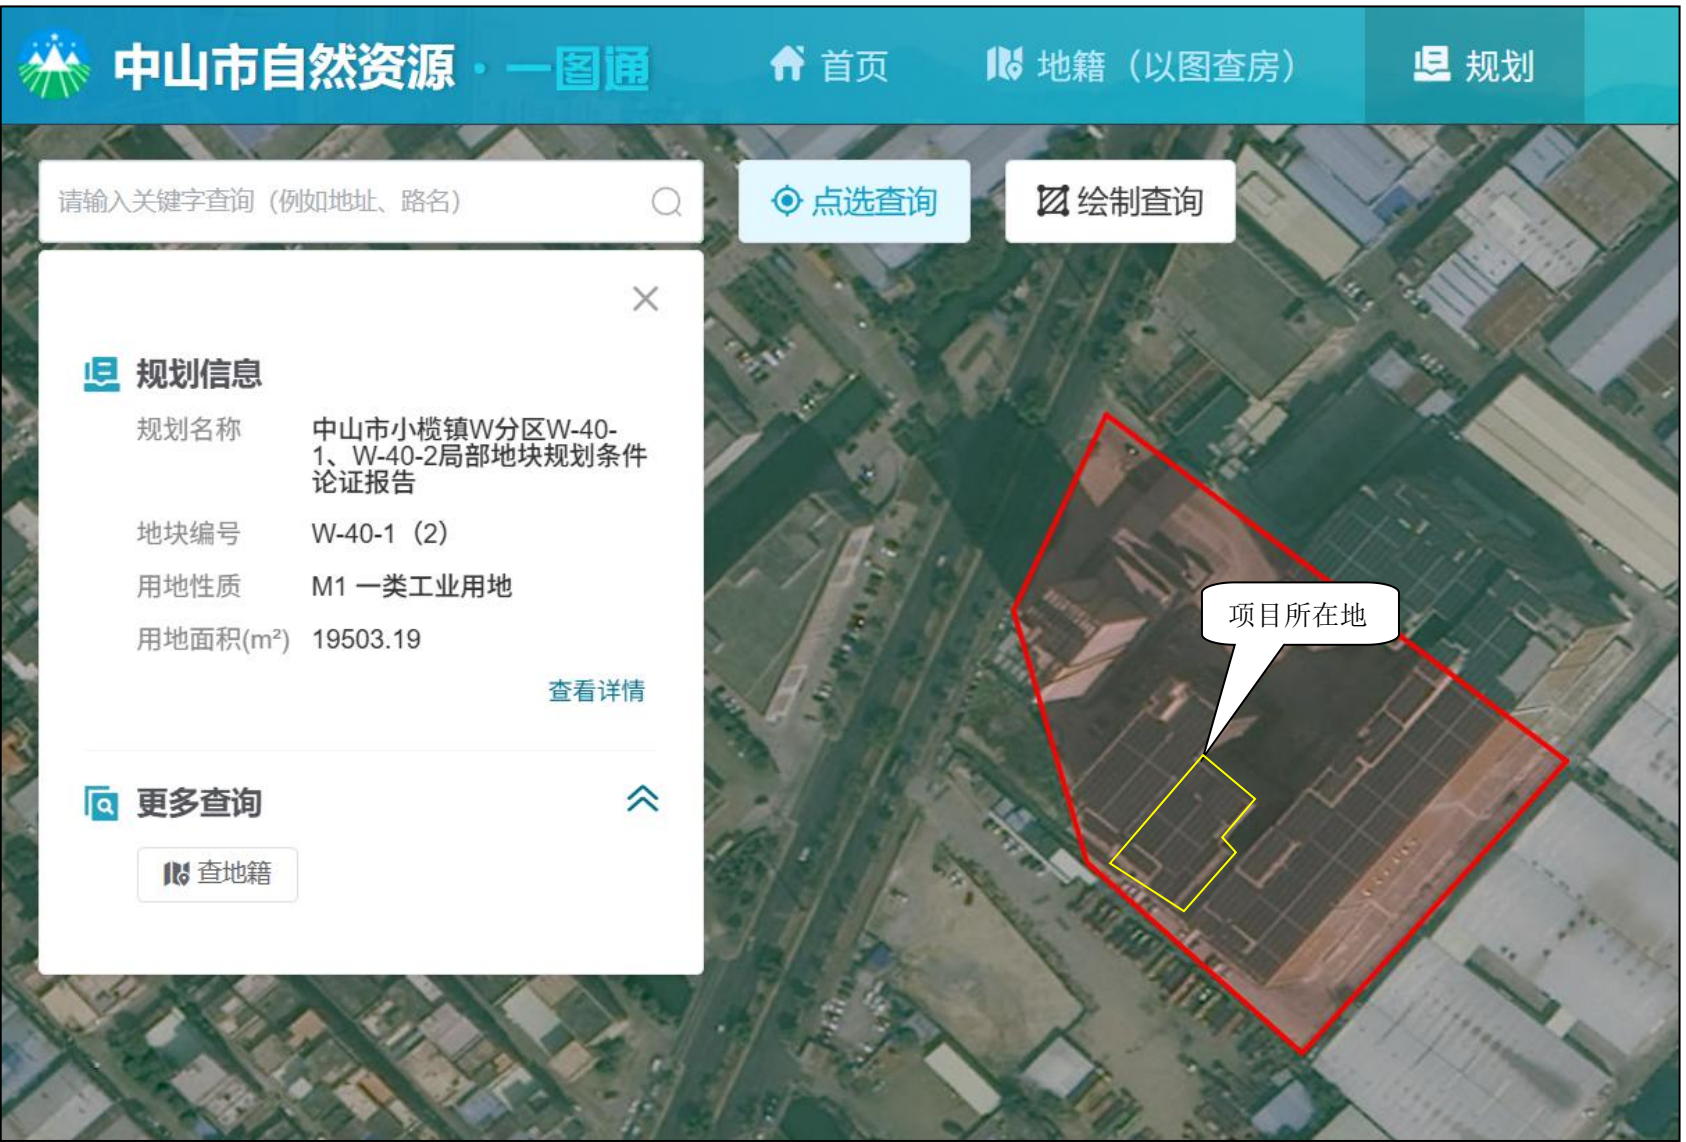 中山市自然资源·一图通
首页
地籍（以图查房）
规划
请输入关键字查询（例如地址、路名）
点选查询
绘制查询
规划信息
规划名称
中山市小榄镇W分区W-40-
1、W-40-2局部地块规划条件
论证报告
地块编号
W-40-1（2）
用地性质
M1 一类工业用地
用地面积(m²)
19503.19
查看详情
更多查询
查地籍
项目所在地